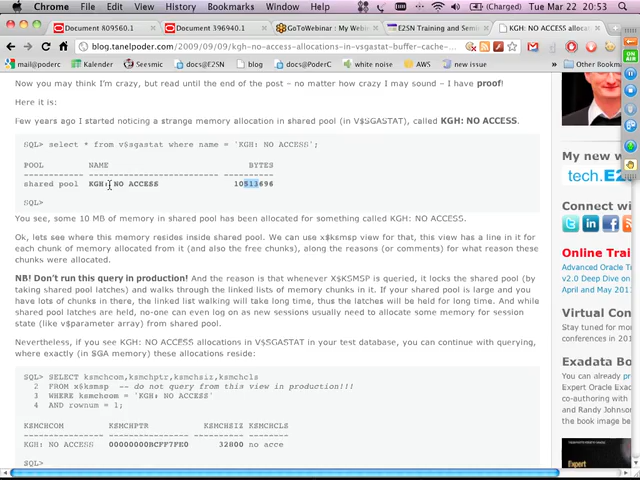 Chrome File Edit View History Bookmarks Window Help
(Charged) Tue Mar 22 20:53
Document 809560.1
Document 396940.1
GoToWebinar : My Webin
E2SN Training and Semin
KGH: NO ACCESS allocat
blog.tanelpoder.com/2009/09/09/kgh-no-access-allocations-in-vsgastat-buffer-cache-...
mail@poderc Kalender Seesmic docs@E2SN blog docs@PoderC AWS new issue Other Bookmarks
Now you may think I'm crazy, but read until the end of the post – no matter how crazy I may sound – I have proof!
Here it is:
Few years ago I started noticing a strange memory allocation in shared pool (in V$SGASTAT), called KGH: NO ACCESS.
SQL> select * from v$sgastat where name = 'KGH: NO ACCESS';
POOL NAME BYTES
------------ -------------------------- ----------
shared pool KGH: NO ACCESS 10513696
SQL>
You see, some 10 MB of memory in shared pool has been allocated for something called KGH: NO ACCESS.
Ok, lets see where this memory resides inside shared pool. We can use x$ksmsp view for that, this view has a line in it for
each chunk of memory allocated from it (and also the free chunks), along the reasons (or comments) for what reason these
chunks were allocated.
NB! Don't run this query in production! And the reason is that whenever X$KSMSP is queried, it locks the shared pool (by
taking shared pool latches) and walks through the linked lists of memory chunks in it. If your shared pool is large and you
have lots of chunks in there, the linked list walking will take long time, thus the latches will be held for long time. And while
shared pool latches are held, no-one can even log on as new sessions usually need to allocate some memory for session
state (like v$parameter array) from shared pool.
Nevertheless, if you see KGH: NO ACCESS allocations in V$SGASTAT in your test database, you can continue with querying,
where exactly (in SGA memory) these allocations reside:
SQL> SELECT ksmchcom,ksmchptr,ksmchsiz,ksmchcls
2 FROM x$ksmsp -- do not query from this view in production!!!
3 WHERE ksmchcom = 'KGH: NO ACCESS'
4 AND rownum = 1;
KSMCHCOM KSMCHPTR KSMCHSIZ KSMCHCLS
---------------- ---------------- ---------- --------
KGH: NO ACCESS 00000000BCFF7FE0 32800 no acce
SQL>
My Company
tech.E2
Connect wi
Online Trai
Advanced Oracle Tr
v2.0 Deep Dive on
April and May 2011
Virtual Confe
Stay tuned for mor
conferences in 201
Exadata Boo
I'm currently
Expert Oracle Exa
co-authoring with
and Randy Johnson
of the book image